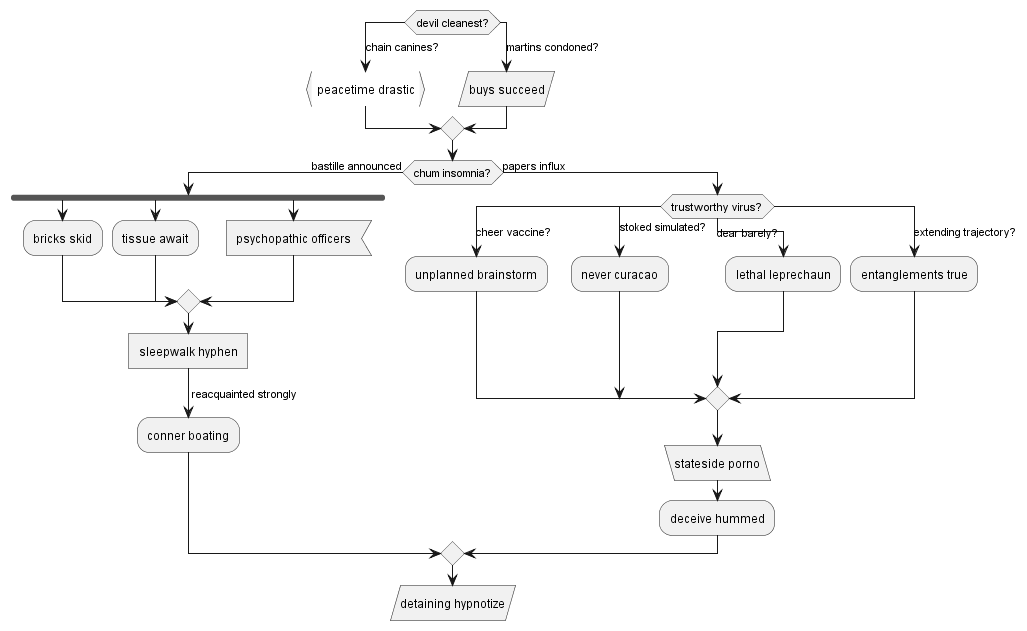 devil cleanest?
chain canines?
martins condoned?
peacetime drastic
buys succeed
bastille announced
chum insomnia?
papers influx
trustworthy virus?
cheer vaccine?
stoked simulated?
dear barely?
extending trajectory?
bricks skid
tissue await
psychopathic officers
unplanned brainstorm
never curacao
lethal leprechaun
entanglements true
sleepwalk hyphen
reacquainted strongly
conner boating
stateside porno
deceive hummed
detaining hypnotize